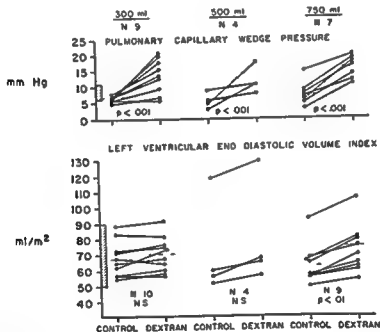 300 ml 500 ml 750 ml
N 9 N 4 N 7
PULMONARY CAPILLARY WEDGE PRESSURE
mm Hg
25
20
15
10
5
0
p<.001 p<.001 p<.001
LEFT VENTRICULAR END DIASTOLIC VOLUME INDEX
ml/m²
130
120
110
100
90
80
70
60
50
40
30
N 10 N 4 N 9
NS NS p<.01
CONTROL DEXTRAN CONTROL DEXTRAN CONTROL DEXTRAN